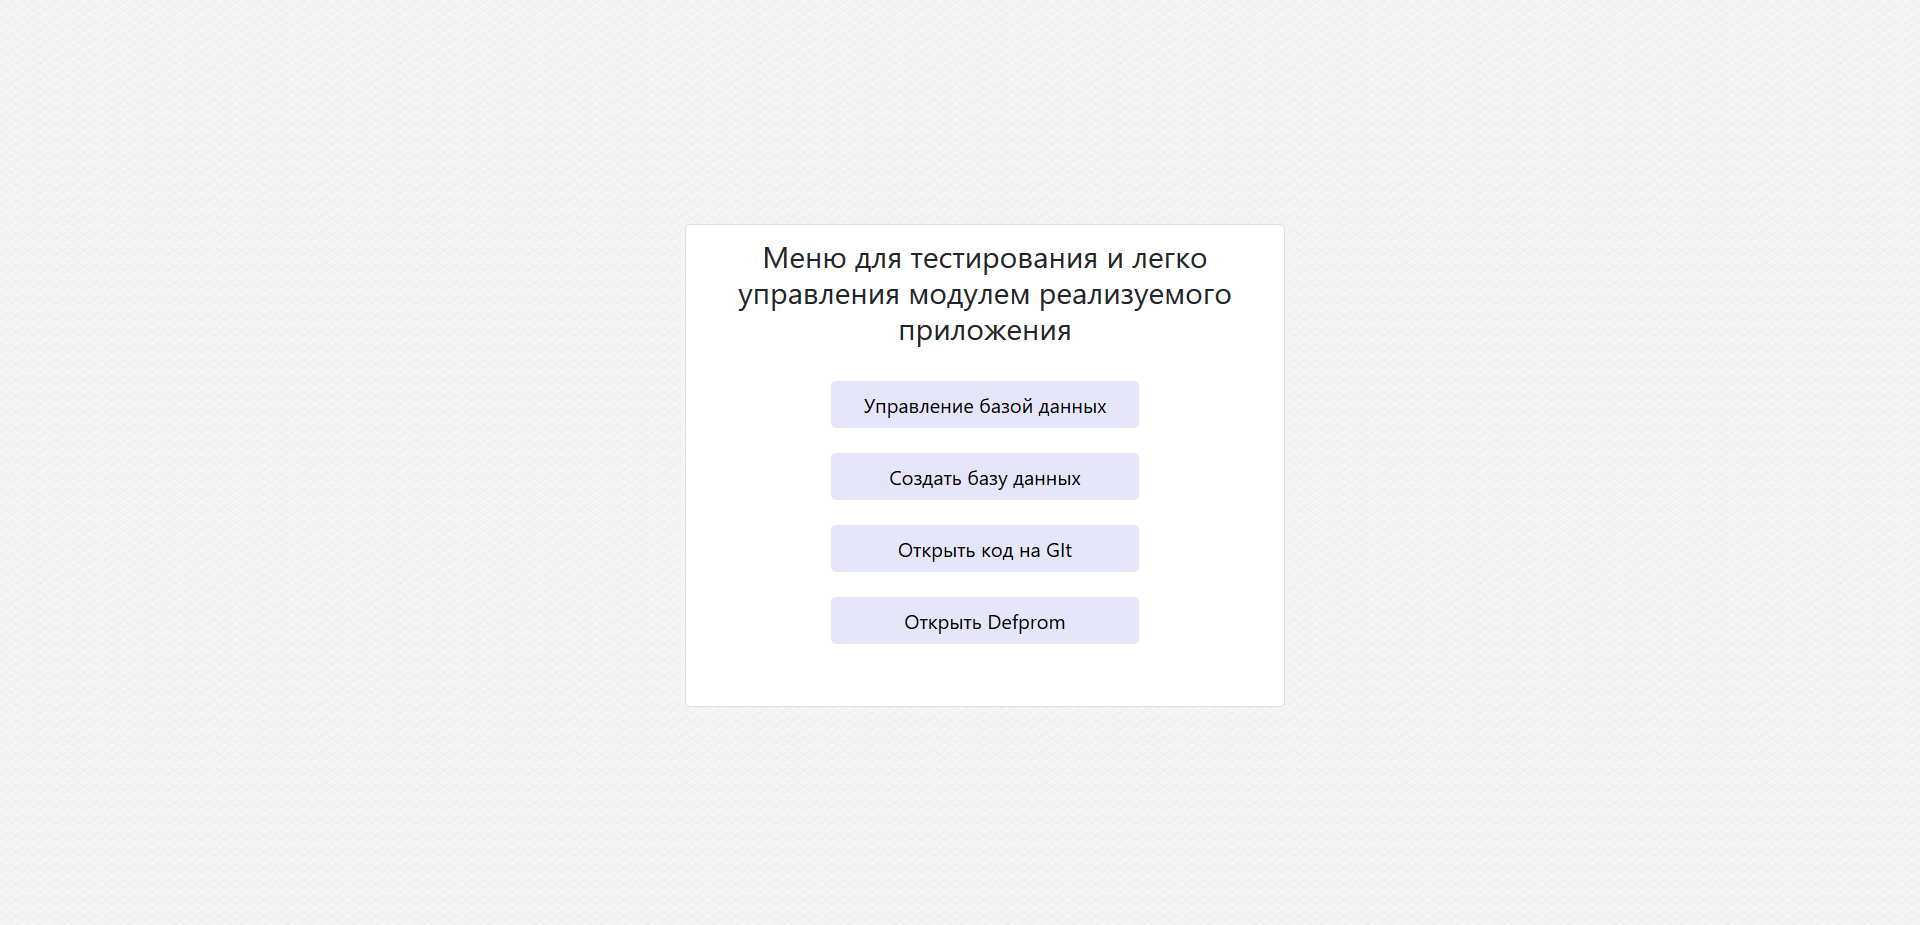 Меню для тестирования и легко
управления модулем реализуемого
приложения
Управление базой данных
Создать базу данных
Открыть код на GIt
Открыть Defprom